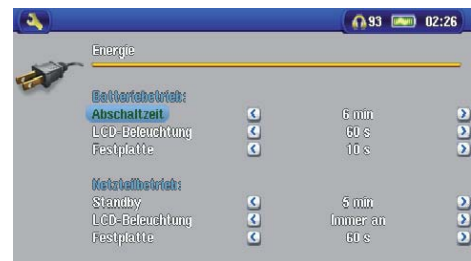 93 02:26
Energie
Batteriebetrieb:
Abschaltzeit 6 min
LCD-Beleuchtung 60 s
Festplatte 10 s
Netzteilbetrieb:
Standby 5 min
LCD-Beleuchtung Immer an
Festplatte 60 s